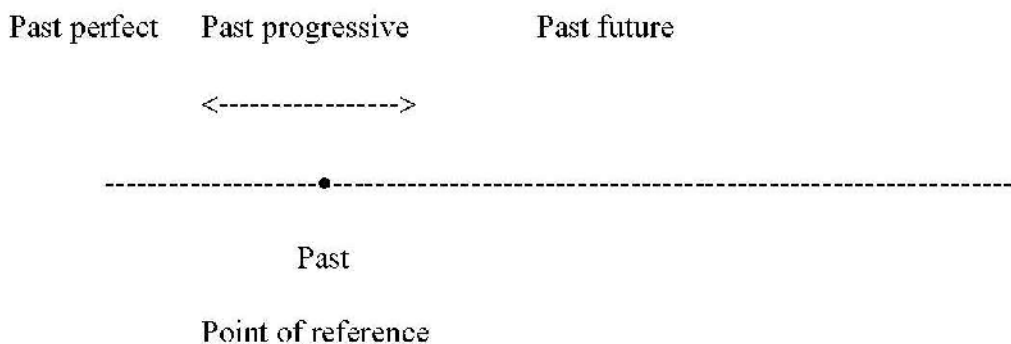 Past perfect Past progressive Past future
<----------------->
Past
Point of reference